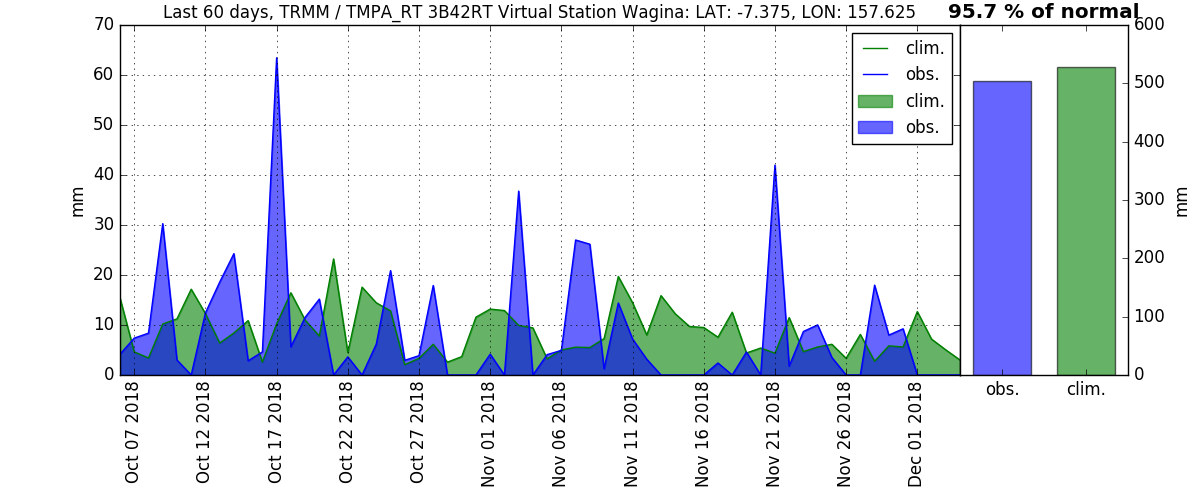 Last 60 days, TRMM / TMPA_RT 3B42RT Virtual Station Wagina: LAT: -7.375, LON: 157.625
95.7 % of normal
70
60
50
40
30
20
10
0
mm
clim.
obs.
clim.
obs.
Oct 07 2018
Oct 12 2018
Oct 17 2018
Oct 22 2018
Oct 27 2018
Nov 01 2018
Nov 06 2018
Nov 11 2018
Nov 16 2018
Nov 21 2018
Nov 26 2018
Dec 01 2018
600
500
400
300
200
100
0
mm
obs.
clim.